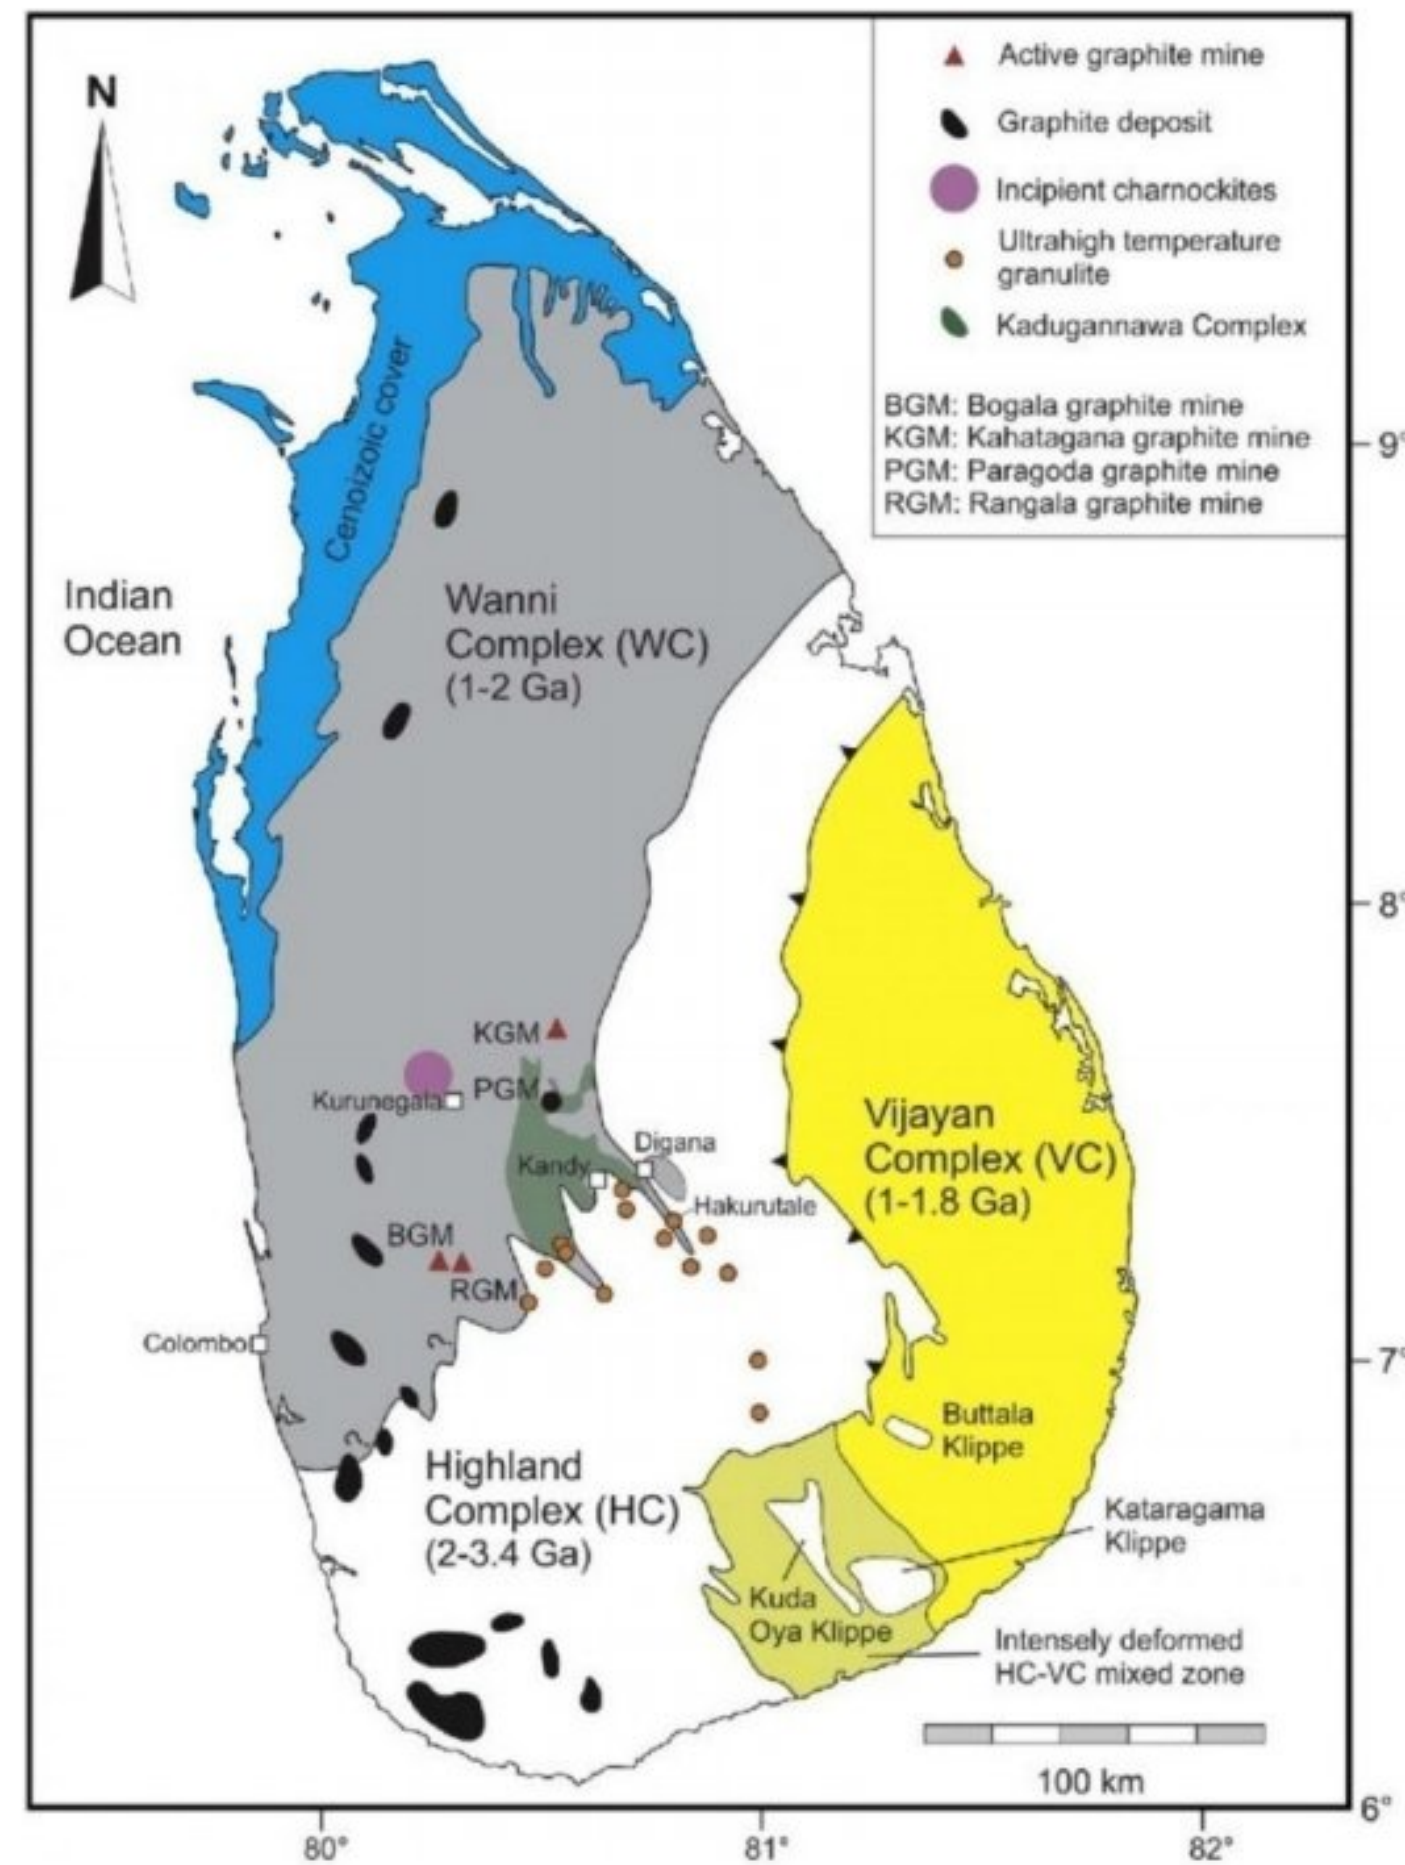 N
Active graphite mine
Graphite deposit
Incipient charnockites
Ultrahigh temperature
granulite
Kadugannawa Complex
BGM: Bogala graphite mine
KGM: Kahatagana graphite mine
PGM: Paragoda graphite mine
RGM: Rangala graphite mine
9°
Cenoizoic cover
Indian
Ocean
Wanni
Complex (WC)
(1-2 Ga)
8°
KGM
PGM
Kurunegala
Digana
Kandy
Hakurutale
Vijayan
Complex (VC)
(1-1.8 Ga)
BGM
RGM
Colombo
?
7°
?
Buttala
Klippe
Highland
Complex (HC)
(2-3.4 Ga)
Kataragama
Klippe
Kuda
Oya Klippe
Intensely deformed
HC-VC mixed zone
100 km
6°
80°
81°
82°